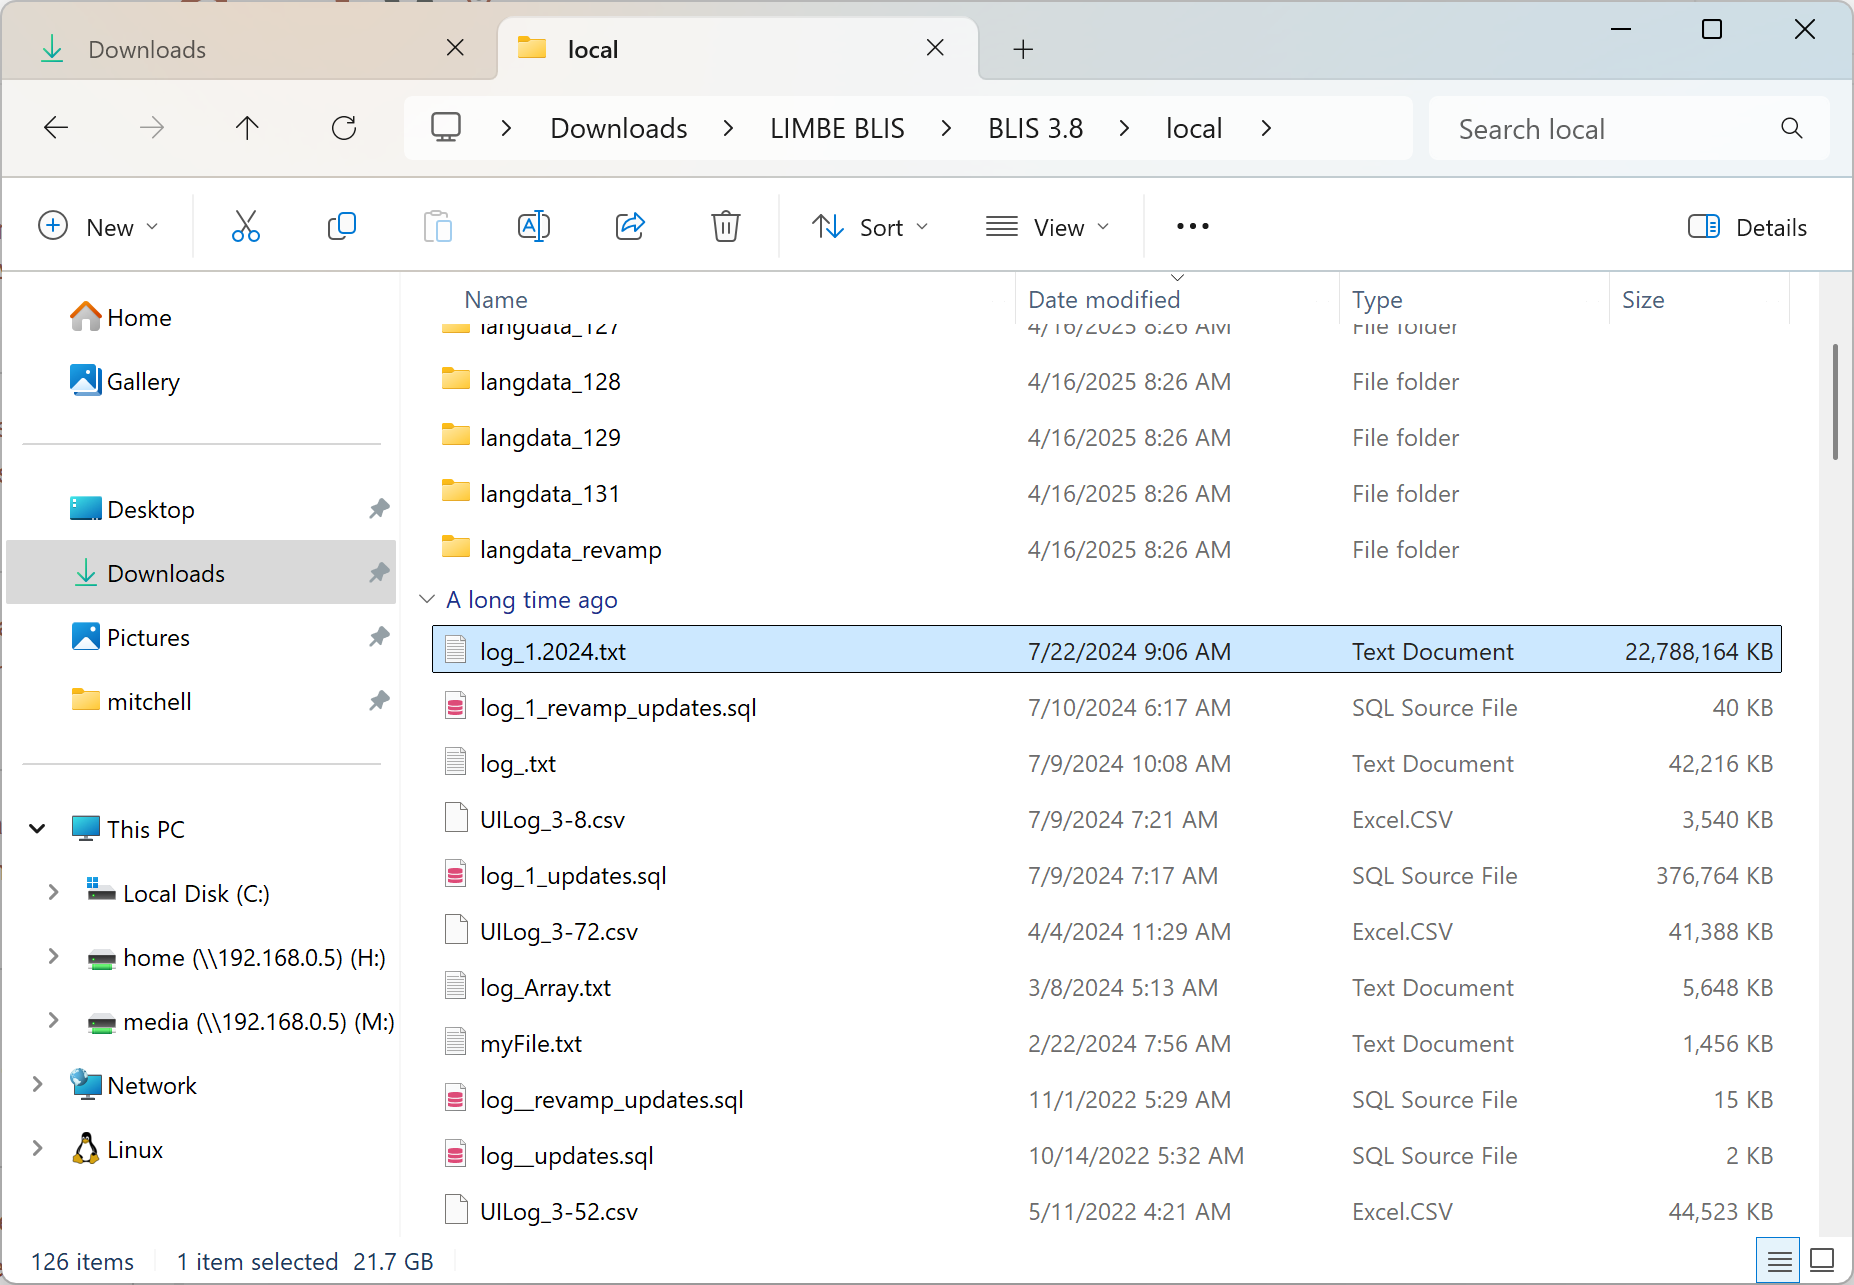 Downloads
local
Downloads
LIMBE BLIS
BLIS 3.8
local
Search local
New
Sort
View
Details
Home
Gallery
Desktop
Downloads
Pictures
mitchell
This PC
Local Disk (C:)
home (\\192.168.0.5) (H:)
media (\\192.168.0.5) (M:)
Network
Linux
Name Date modified Type Size
langdata_127 4/16/2025 8:26 AM File folder
langdata_128 4/16/2025 8:26 AM File folder
langdata_129 4/16/2025 8:26 AM File folder
langdata_131 4/16/2025 8:26 AM File folder
langdata_revamp 4/16/2025 8:26 AM File folder
A long time ago
log_1.2024.txt 7/22/2024 9:06 AM Text Document 22,788,164 KB
log_1_revamp_updates.sql 7/10/2024 6:17 AM SQL Source File 40 KB
log_.txt 7/9/2024 10:08 AM Text Document 42,216 KB
UILog_3-8.csv 7/9/2024 7:21 AM Excel.CSV 3,540 KB
log_1_updates.sql 7/9/2024 7:17 AM SQL Source File 376,764 KB
UILog_3-72.csv 4/4/2024 11:29 AM Excel.CSV 41,388 KB
log_Array.txt 3/8/2024 5:13 AM Text Document 5,648 KB
myFile.txt 2/22/2024 7:56 AM Text Document 1,456 KB
log__revamp_updates.sql 11/1/2022 5:29 AM SQL Source File 15 KB
log__updates.sql 10/14/2022 5:32 AM SQL Source File 2 KB
UILog_3-52.csv 5/11/2022 4:21 AM Excel.CSV 44,523 KB
126 items 1 item selected 21.7 GB